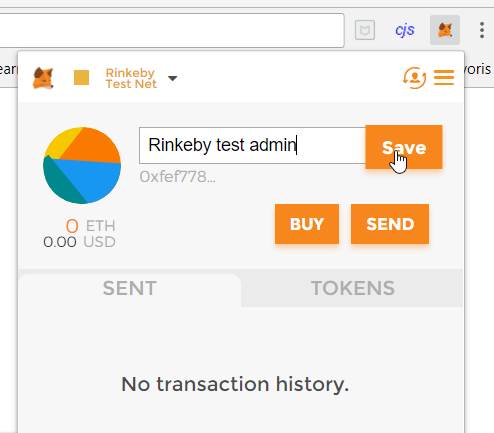 cjs
Rinkeby
Test Net
Rinkeby test admin
Save
0xfef778...
0 ETH
0.00 USD
BUY
SEND
SENT
TOKENS
No transaction history.